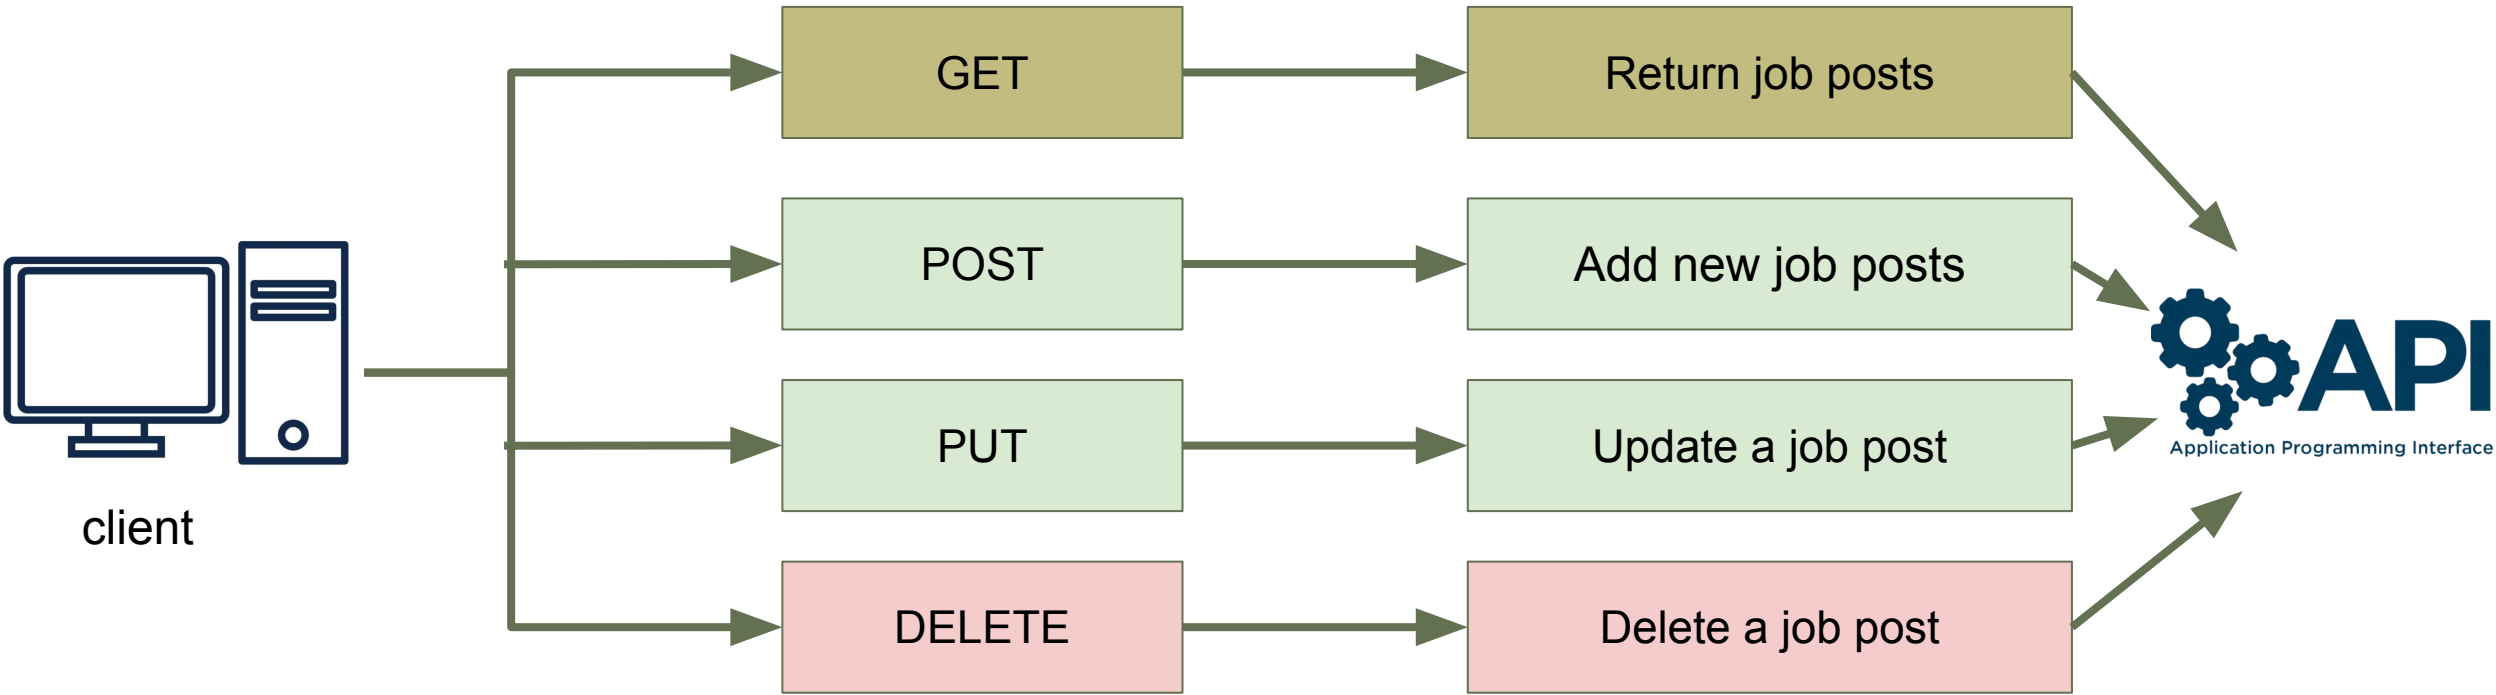 GET
Return job posts
POST
Add new job posts
PUT
Update a job post
DELETE
Delete a job post
client
API
Application Programming Interface